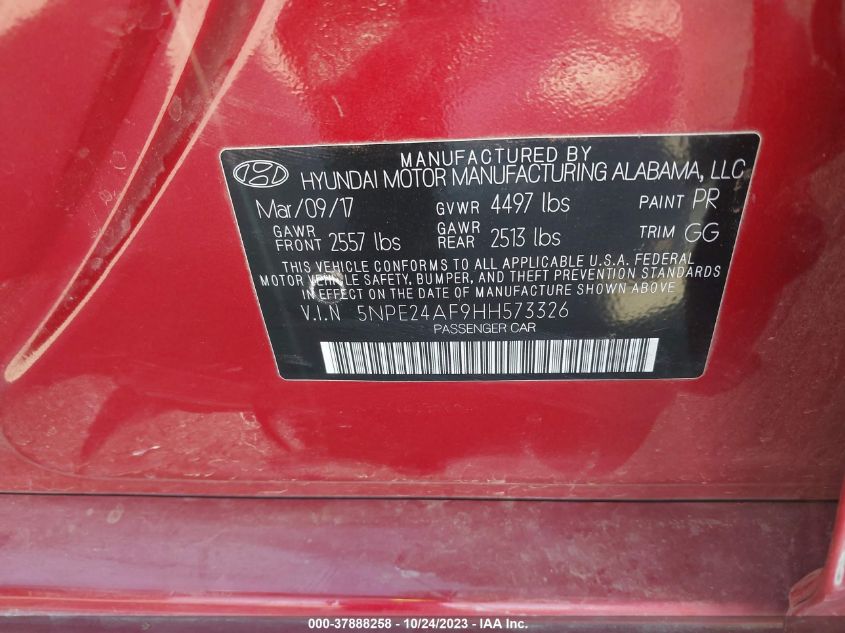 MANUFACTURED BY
HYUNDAI MOTOR MANUFACTURING ALABAMA, LLC
Mar/09/17 GVWR 4497 lbs PAINT PR
GAWR FRONT 2557 lbs GAWR REAR 2513 lbs TRIM GG
THIS VEHICLE CONFORMS TO ALL APPLICABLE U.S.A. FEDERAL
MOTOR VEHICLE SAFETY, BUMPER, AND THEFT PREVENTION STANDARDS
IN EFFECT ON THE DATE OF MANUFACTURE SHOWN ABOVE
V.I.N 5NPE24AF9HH573326
PASSENGER CAR
000-37888258 - 10/24/2023 - IAA Inc.